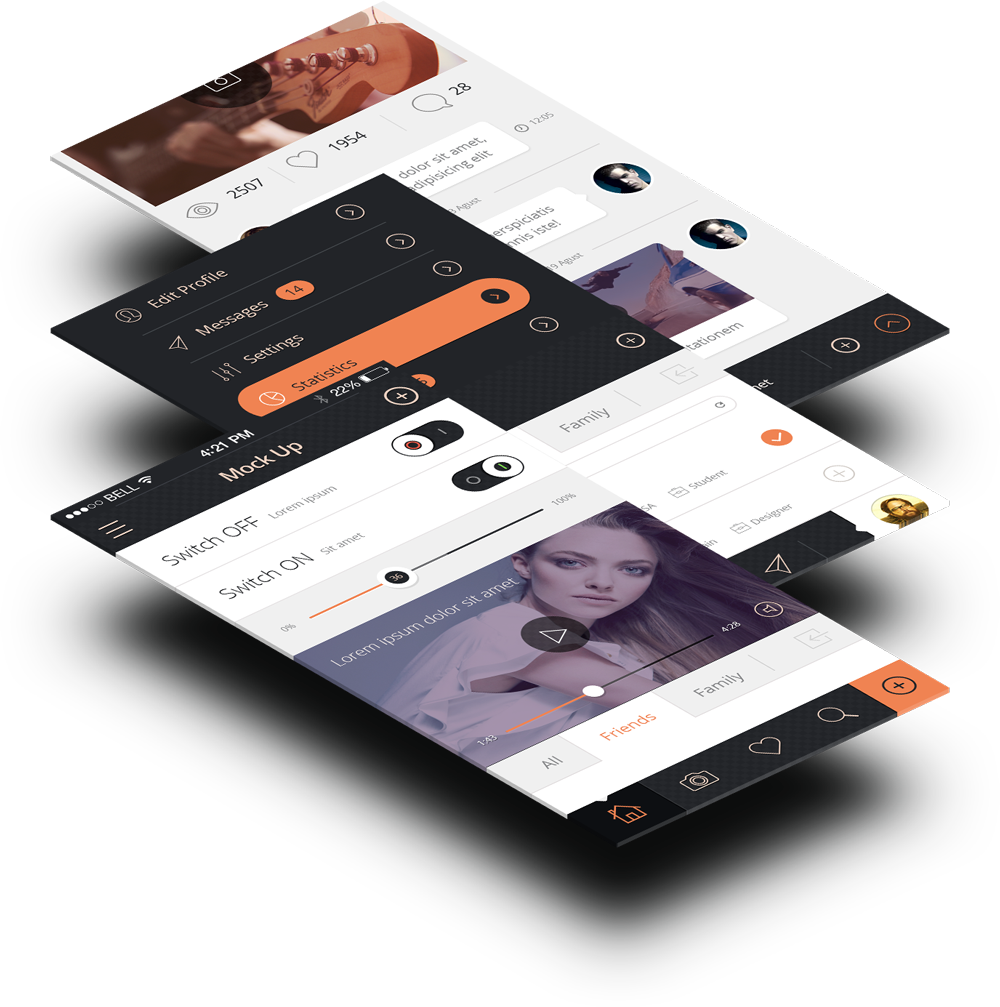 28
1954
2507
12:05
dolor sit amet,
adipisicing elit
Agust
erspiciatis
nnis iste!
9 Agust
tationem
Edit Profile
Messages 14
Settings
Statistics
Family
Student
Designer
22%
4:21 PM
BELL
Mock Up
Switch OFF Lorem ipsum
Switch ON Sit amet
0% 36 100%
Lorem ipsum dolor sit amet
1:43 4:28
All Friends Family